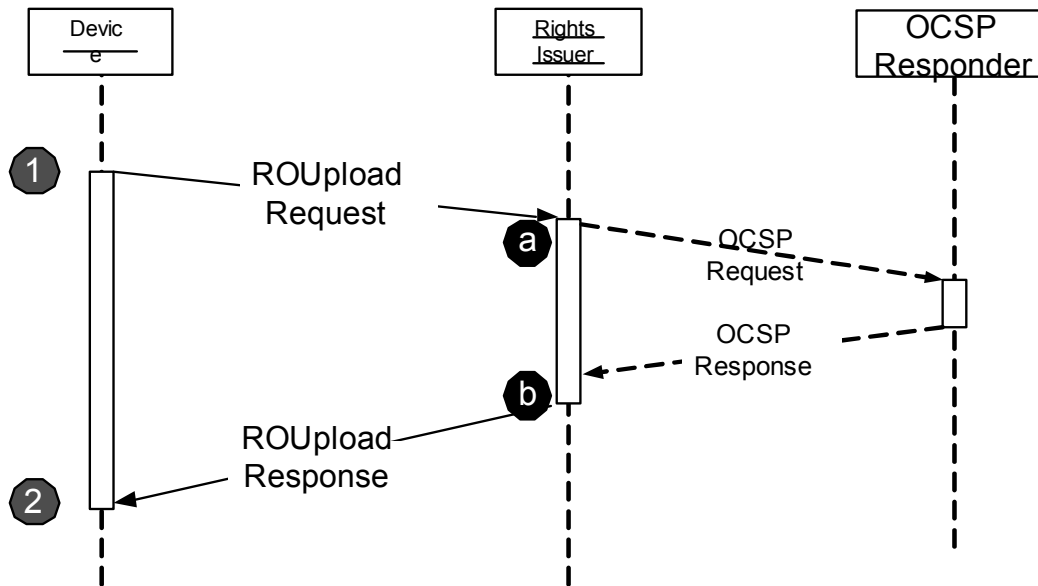 Devic
e
Rights
Issuer
OCSP
Responder
1
ROUpload
Request
a
OCSP
Request
OCSP
Response
b
ROUpload
Response
2